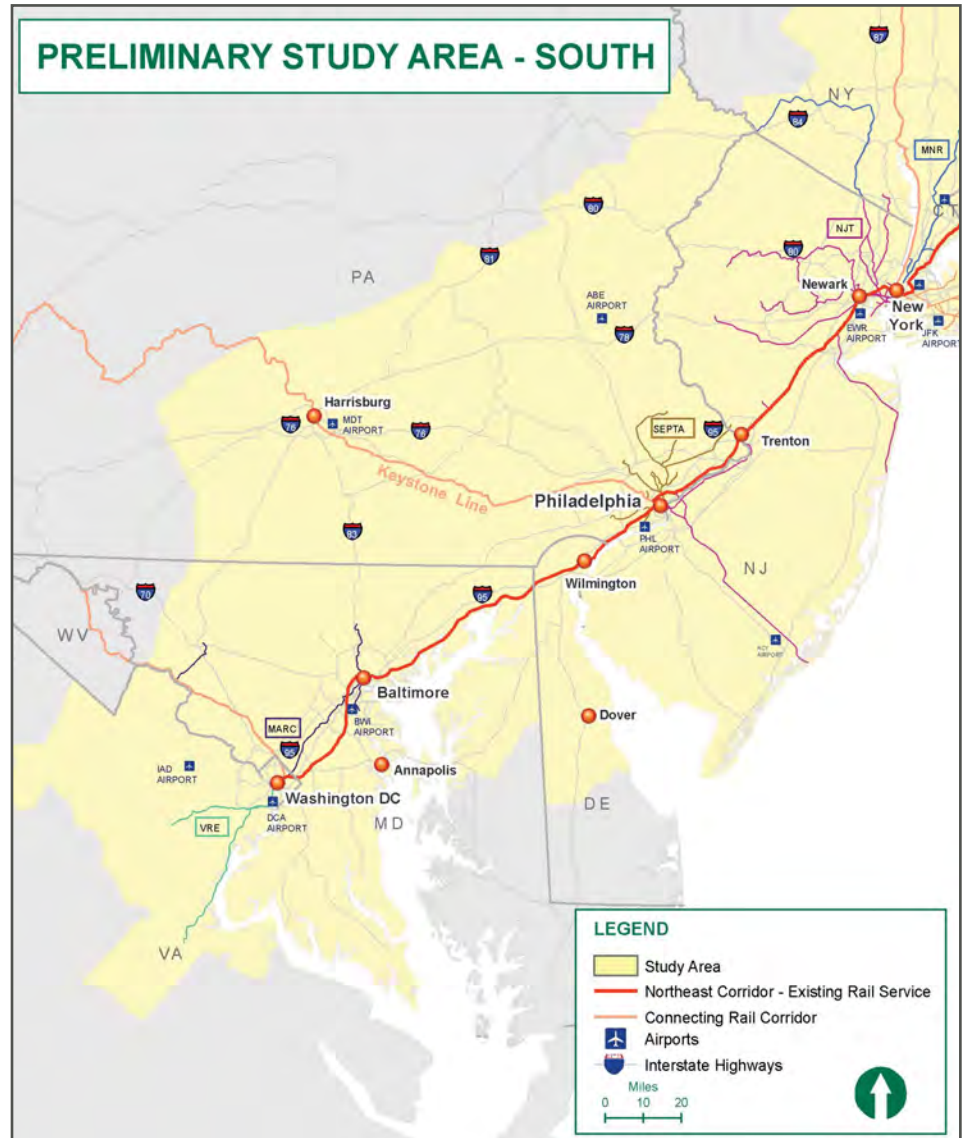 PRELIMINARY STUDY AREA - SOUTH
87
NY
84
MNR
80
CT
NJT
81
80
PA
ABE
AIRPORT
Newark
New
York
78
EWR
AIRPORT
JFK
AIRPORT
Harrisburg
76
MDT
AIRPORT
78
SEPTA
95
Trenton
Keystone Line
Philadelphia
83
PHL
AIRPORT
NJ
Wilmington
70
95
WV
ACY
AIRPORT
Baltimore
MARC
BWI
AIRPORT
Dover
95
IAD
AIRPORT
Annapolis
Washington DC
DE
VRE
DCA
AIRPORT
MD
VA
LEGEND
Study Area
Northeast Corridor - Existing Rail Service
Connecting Rail Corridor
Airports
Interstate Highways
Miles
0 10 20